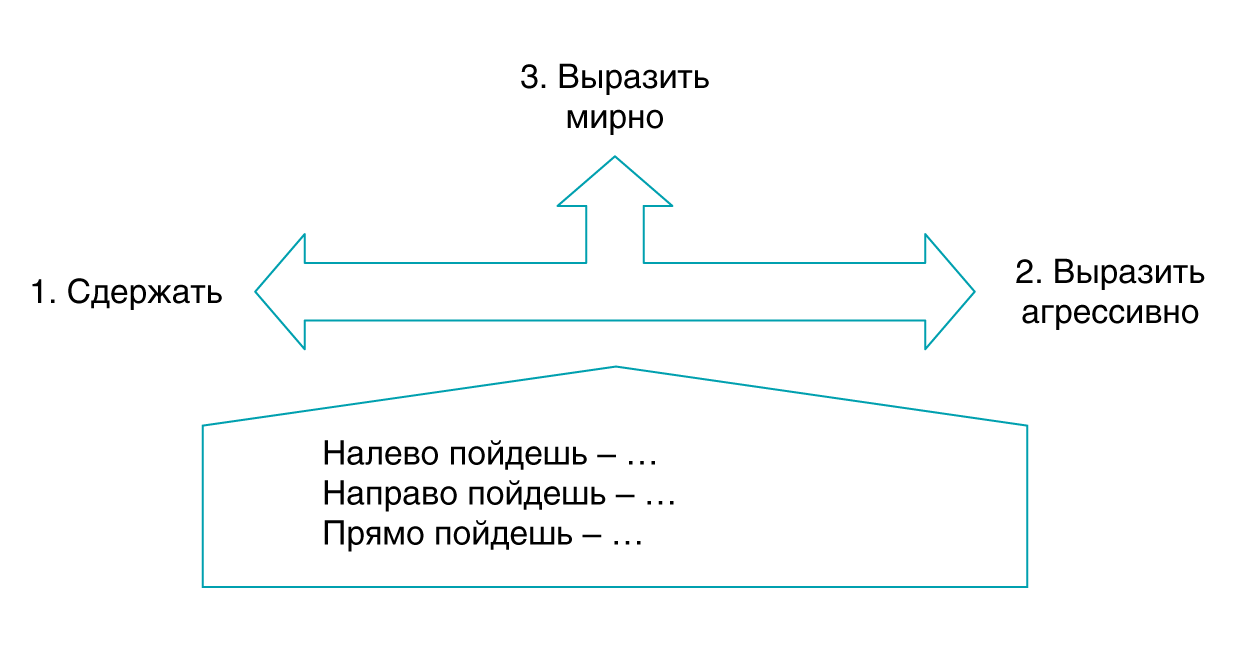 3. Выразить
мирно
1. Сдержать
2. Выразить
агрессивно
Налево пойдешь – …
Направо пойдешь – …
Прямо пойдешь – …